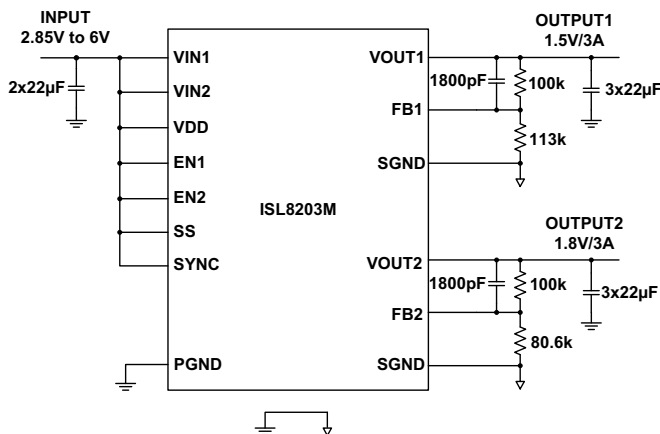 INPUT
2.85V to 6V
2x22µF
VIN1
VIN2
VDD
EN1
EN2
SS
SYNC
PGND
ISL8203M
VOUT1
FB1
SGND
VOUT2
FB2
SGND
OUTPUT1
1.5V/3A
1800pF
100k
3x22µF
113k
OUTPUT2
1.8V/3A
1800pF
100k
3x22µF
80.6k